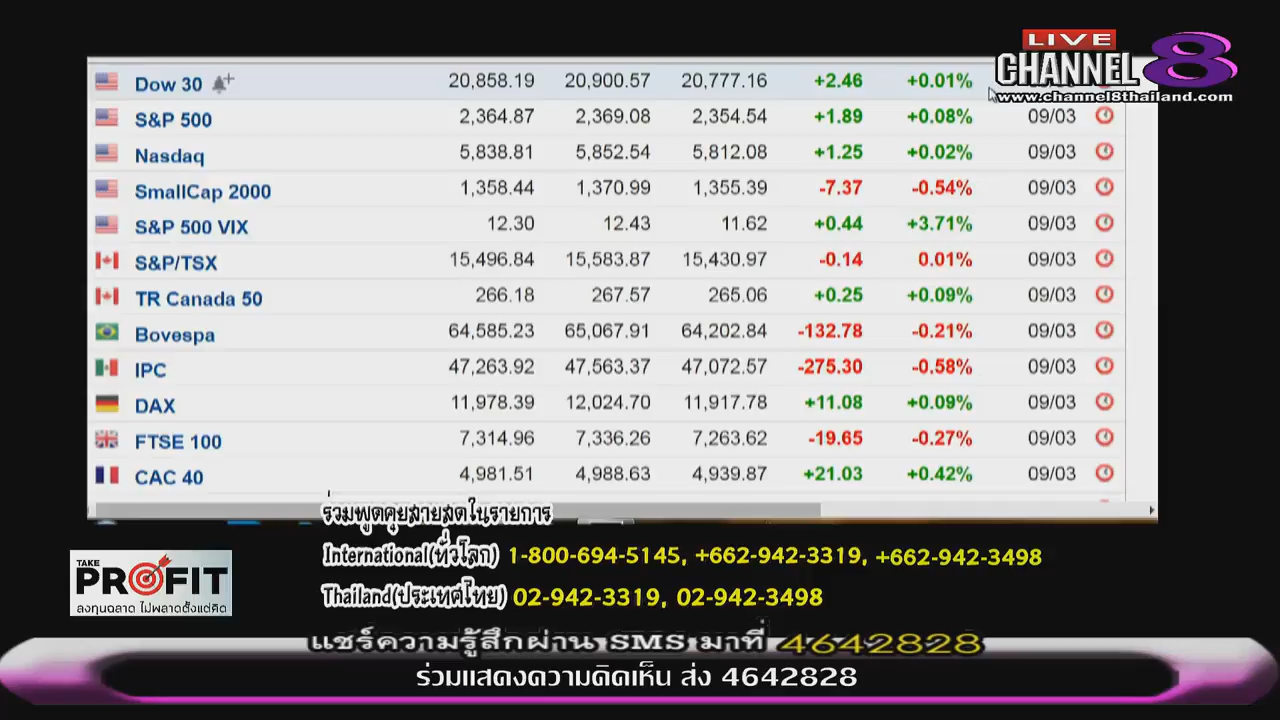 LIVE
CHANNEL 8
www.channel8thailand.com
Dow 30 20,858.19 20,900.57 20,777.16 +2.46 +0.01%
S&P 500 2,364.87 2,369.08 2,354.54 +1.89 +0.08% 09/03
Nasdaq 5,838.81 5,852.54 5,812.08 +1.25 +0.02% 09/03
SmallCap 2000 1,358.44 1,370.99 1,355.39 -7.37 -0.54% 09/03
S&P 500 VIX 12.30 12.43 11.62 +0.44 +3.71% 09/03
S&P/TSX 15,496.84 15,583.87 15,430.97 -0.14 0.01% 09/03
TR Canada 50 266.18 267.57 265.06 +0.25 +0.09% 09/03
Bovespa 64,585.23 65,067.91 64,202.84 -132.78 -0.21% 09/03
IPC 47,263.92 47,563.37 47,072.57 -275.30 -0.58% 09/03
DAX 11,978.39 12,024.70 11,917.78 +11.08 +0.09% 09/03
FTSE 100 7,314.96 7,336.26 7,263.62 -19.65 -0.27% 09/03
CAC 40 4,981.51 4,988.63 4,939.87 +21.03 +0.42% 09/03
ร่วมพูดคุยสายสดในรายการ
International(ทั่วโลก) 1-800-694-5145, +662-942-3319, +662-942-3498
Thailand(ประเทศไทย) 02-942-3319, 02-942-3498
TAKE
PROFIT
ลงทุนฉลาด ไม่พลาดตั้งแต่คิด
แชร์ความรู้สึกผ่าน SMS มาที่ 4642828
ร่วมแสดงความคิดเห็น ส่ง 4642828